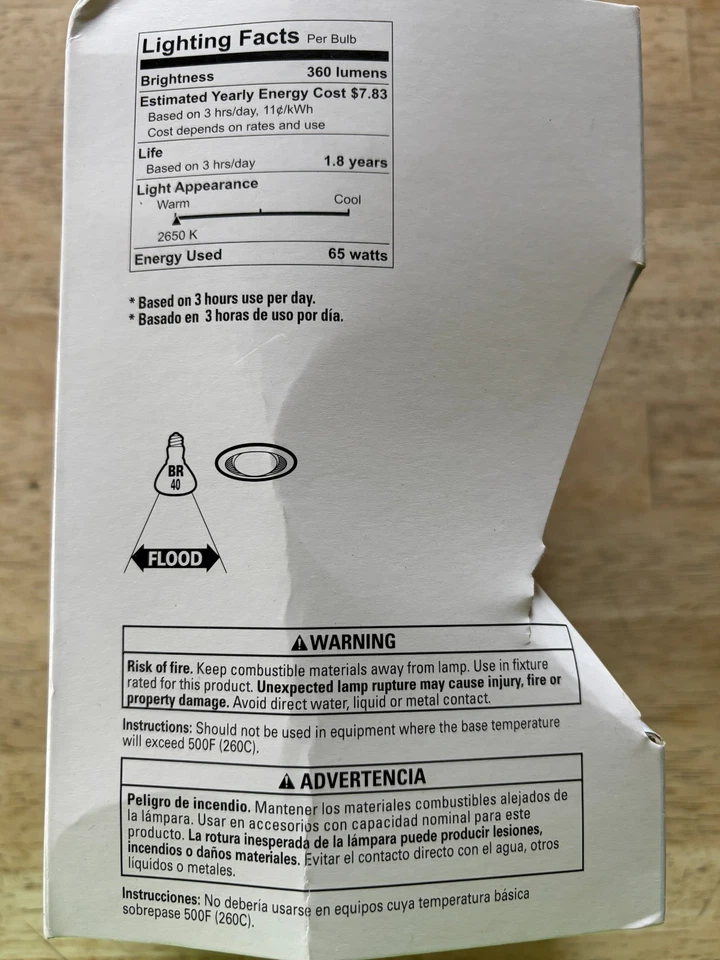 Lighting Facts Per Bulb
Brightness 360 lumens
Estimated Yearly Energy Cost $7.83
Based on 3 hrs/day, 11¢/kWh
Cost depends on rates and use
Life
Based on 3 hrs/day 1.8 years
Light Appearance
Warm Cool
2650 K
Energy Used 65 watts
* Based on 3 hours use per day.
* Basado en 3 horas de uso por día.
BR
40
FLOOD
⚠WARNING
Risk of fire. Keep combustible materials away from lamp. Use in fixture
rated for this product. Unexpected lamp rupture may cause injury, fire or
property damage. Avoid direct water, liquid or metal contact.
Instructions: Should not be used in equipment where the base temperature
will exceed 500F (260C).
⚠ ADVERTENCIA
Peligro de incendio. Mantener los materiales combustibles alejados de
la lámpara. Usar en accesorios con capacidad nominal para este
producto. La rotura inesperada de la lámpara puede producir lesiones,
incendios o daños materiales. Evitar el contacto directo con el agua, otros
líquidos o metales.
Instrucciones: No debería usarse en equipos cuya temperatura básica
sobrepase 500F (260C).